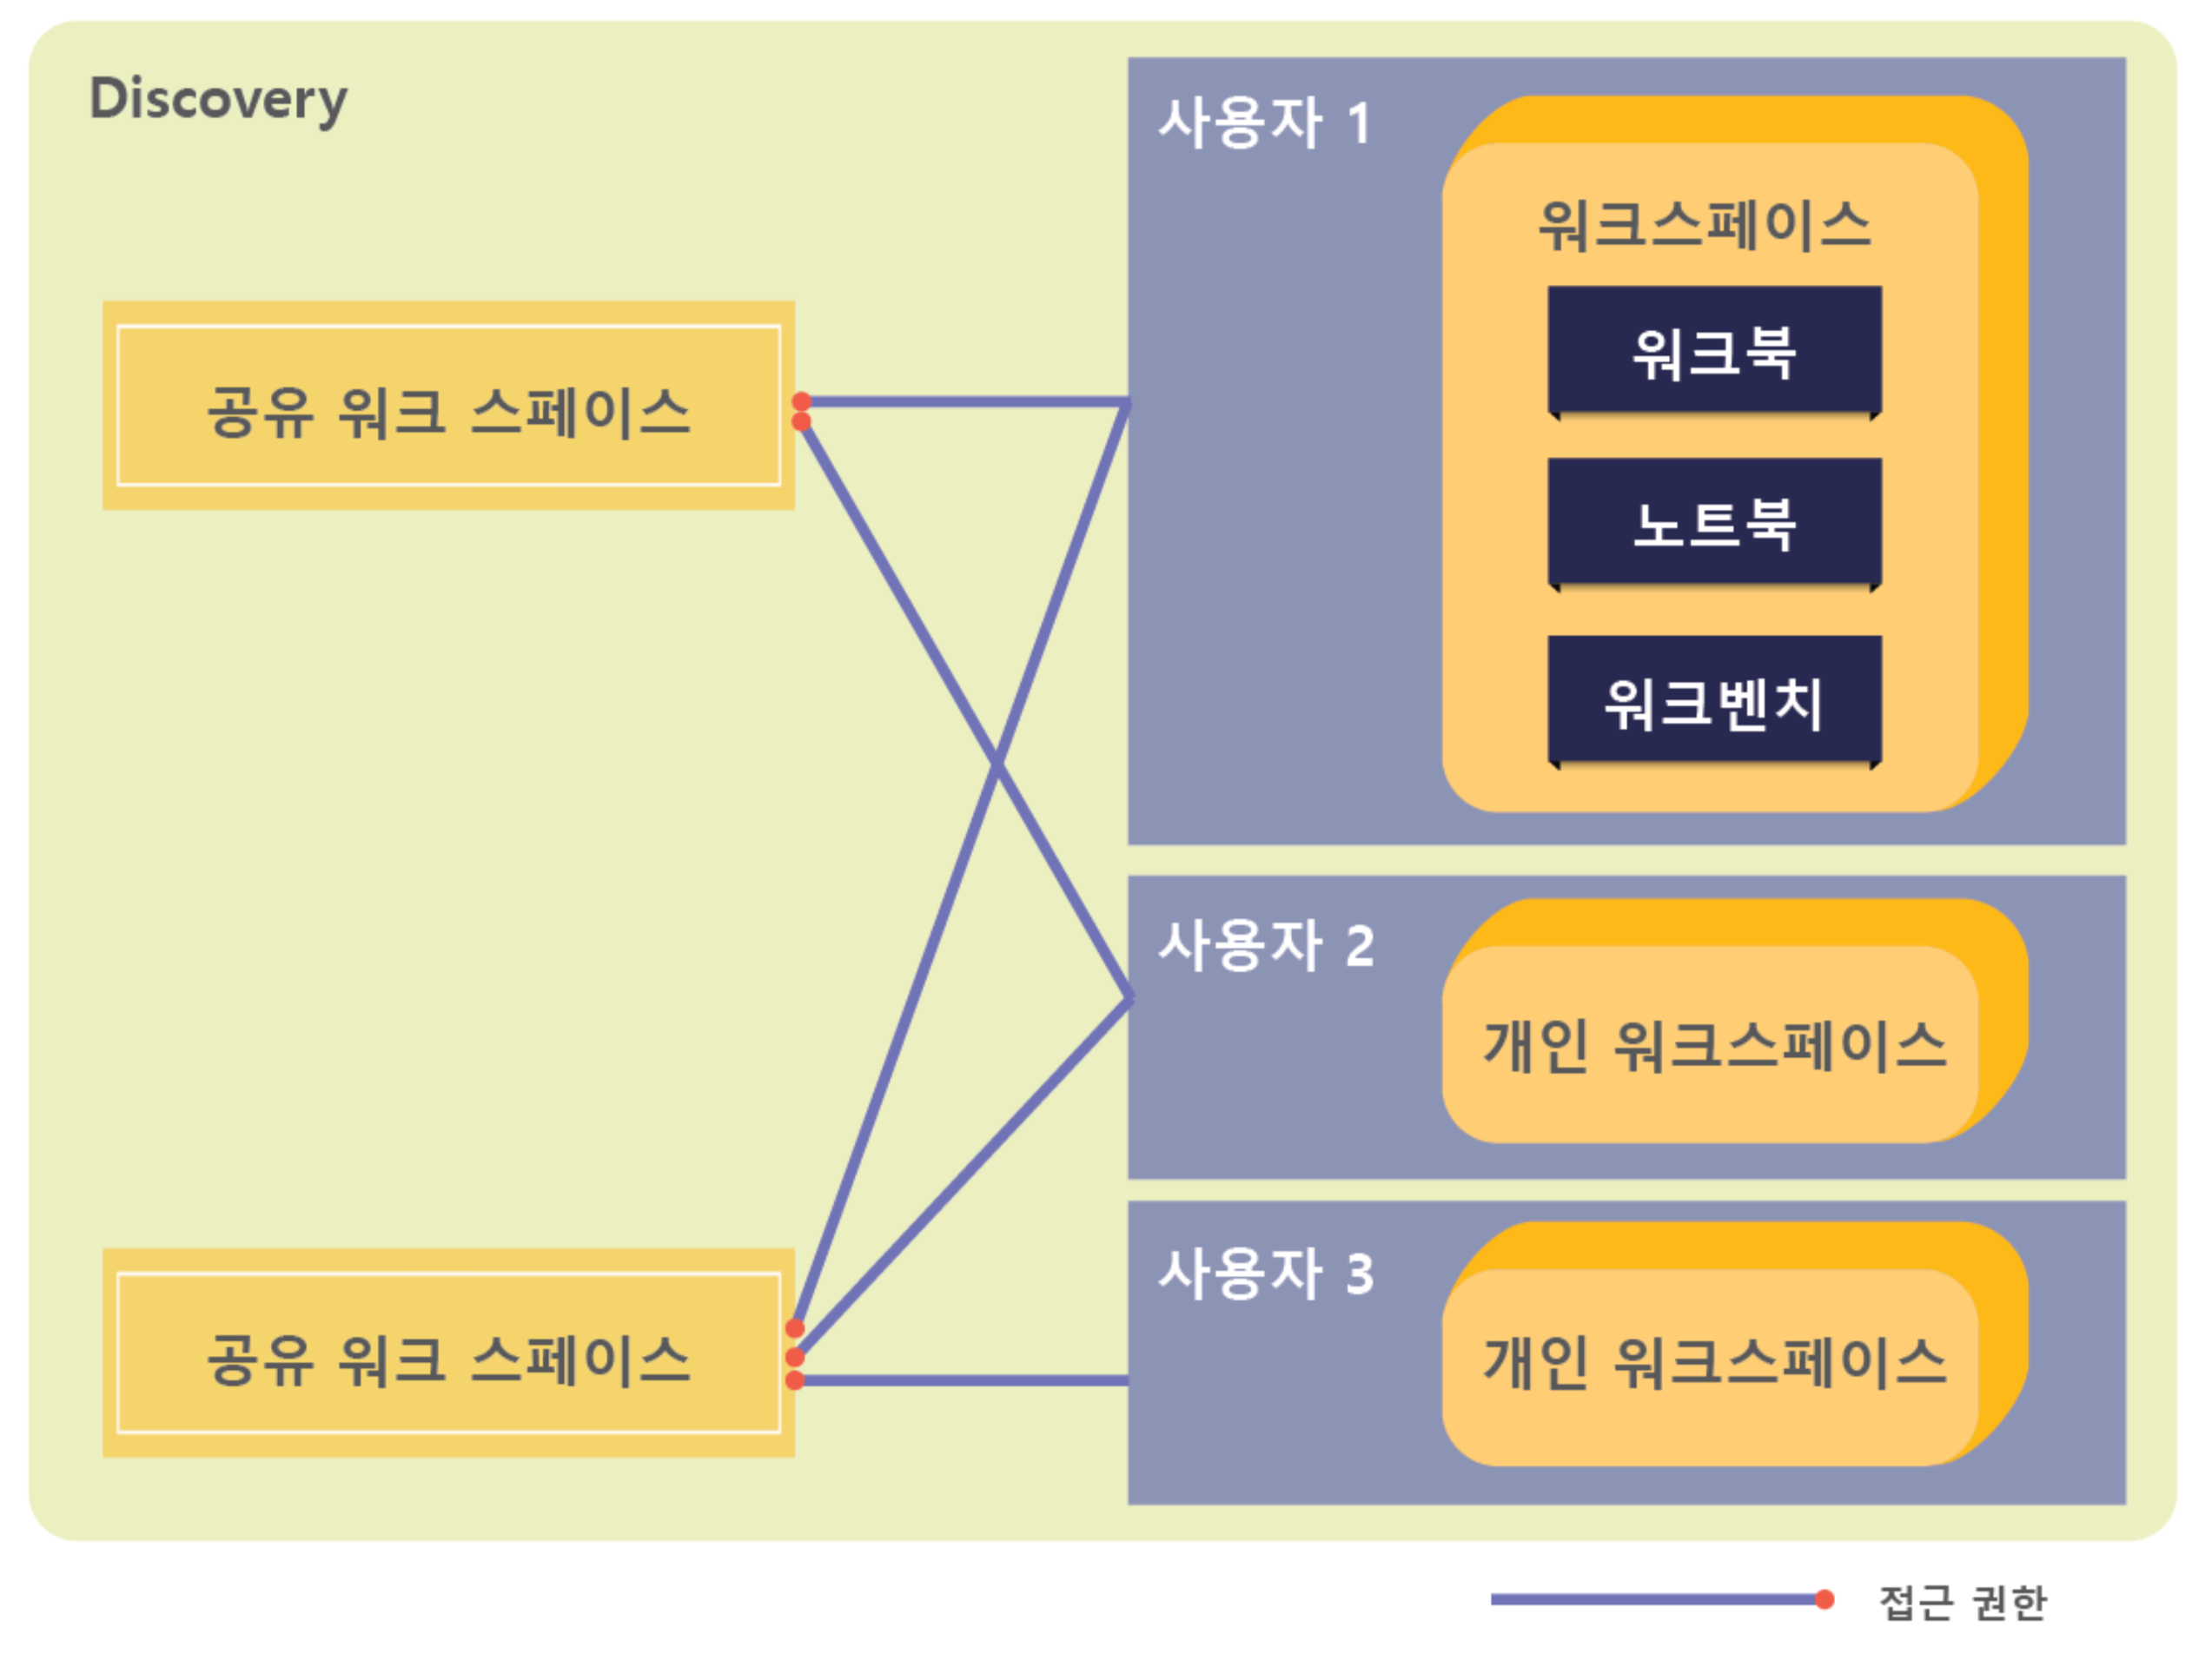 Discovery
사용자 1
워크스페이스
워크북
노트북
워크벤치
공유 워크 스페이스
사용자 2
개인 워크스페이스
사용자 3
개인 워크스페이스
공유 워크 스페이스
접근 권한